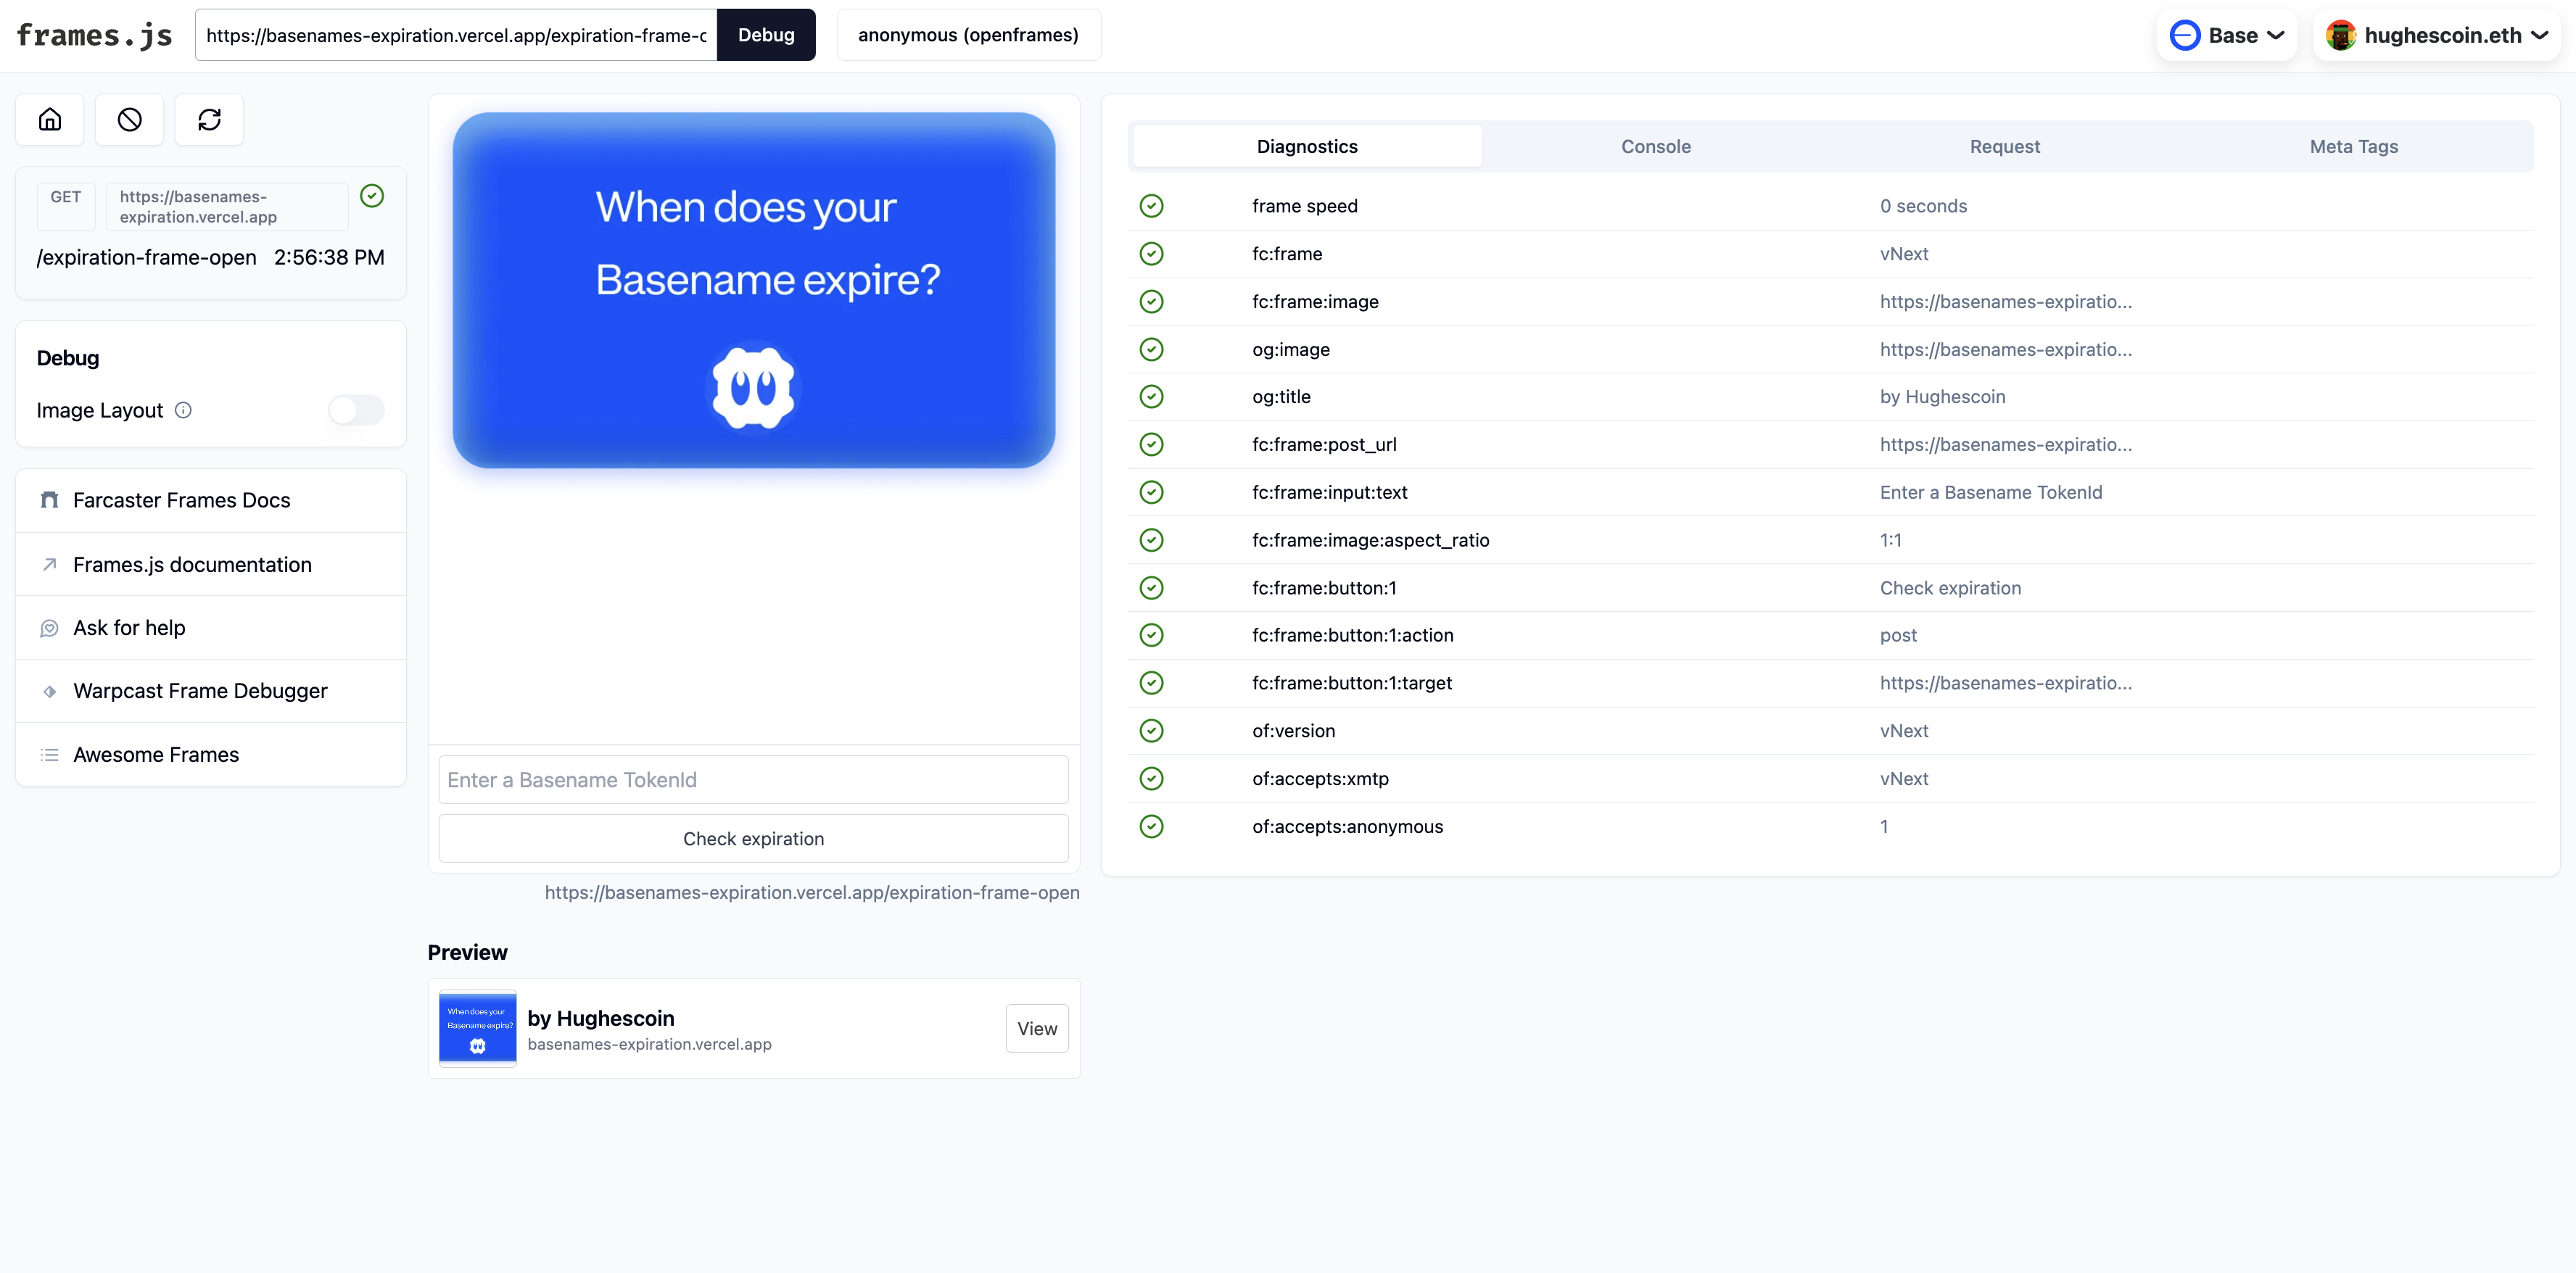 frames.js
https://basenames-expiration.vercel.app/expiration-frame-c
Debug
anonymous (openframes)
Base
hughescoin.eth
GET
https://basenames-
expiration.vercel.app
/expiration-frame-open
2:56:38 PM
Debug
Image Layout
Farcaster Frames Docs
Frames.js documentation
Ask for help
Warpcast Frame Debugger
Awesome Frames
When does your
Basename expire?
Enter a Basename TokenId
Check expiration
https://basenames-expiration.vercel.app/expiration-frame-open
Preview
When does your
Basename expire?
by Hughescoin
basenames-expiration.vercel.app
View
Diagnostics
Console
Request
Meta Tags
frame speed 0 seconds
fc:frame vNext
fc:frame:image https://basenames-expiratio...
og:image https://basenames-expiratio...
og:title by Hughescoin
fc:frame:post_url https://basenames-expiratio...
fc:frame:input:text Enter a Basename TokenId
fc:frame:image:aspect_ratio 1:1
fc:frame:button:1 Check expiration
fc:frame:button:1:action post
fc:frame:button:1:target https://basenames-expiratio...
of:version vNext
of:accepts:xmtp vNext
of:accepts:anonymous 1